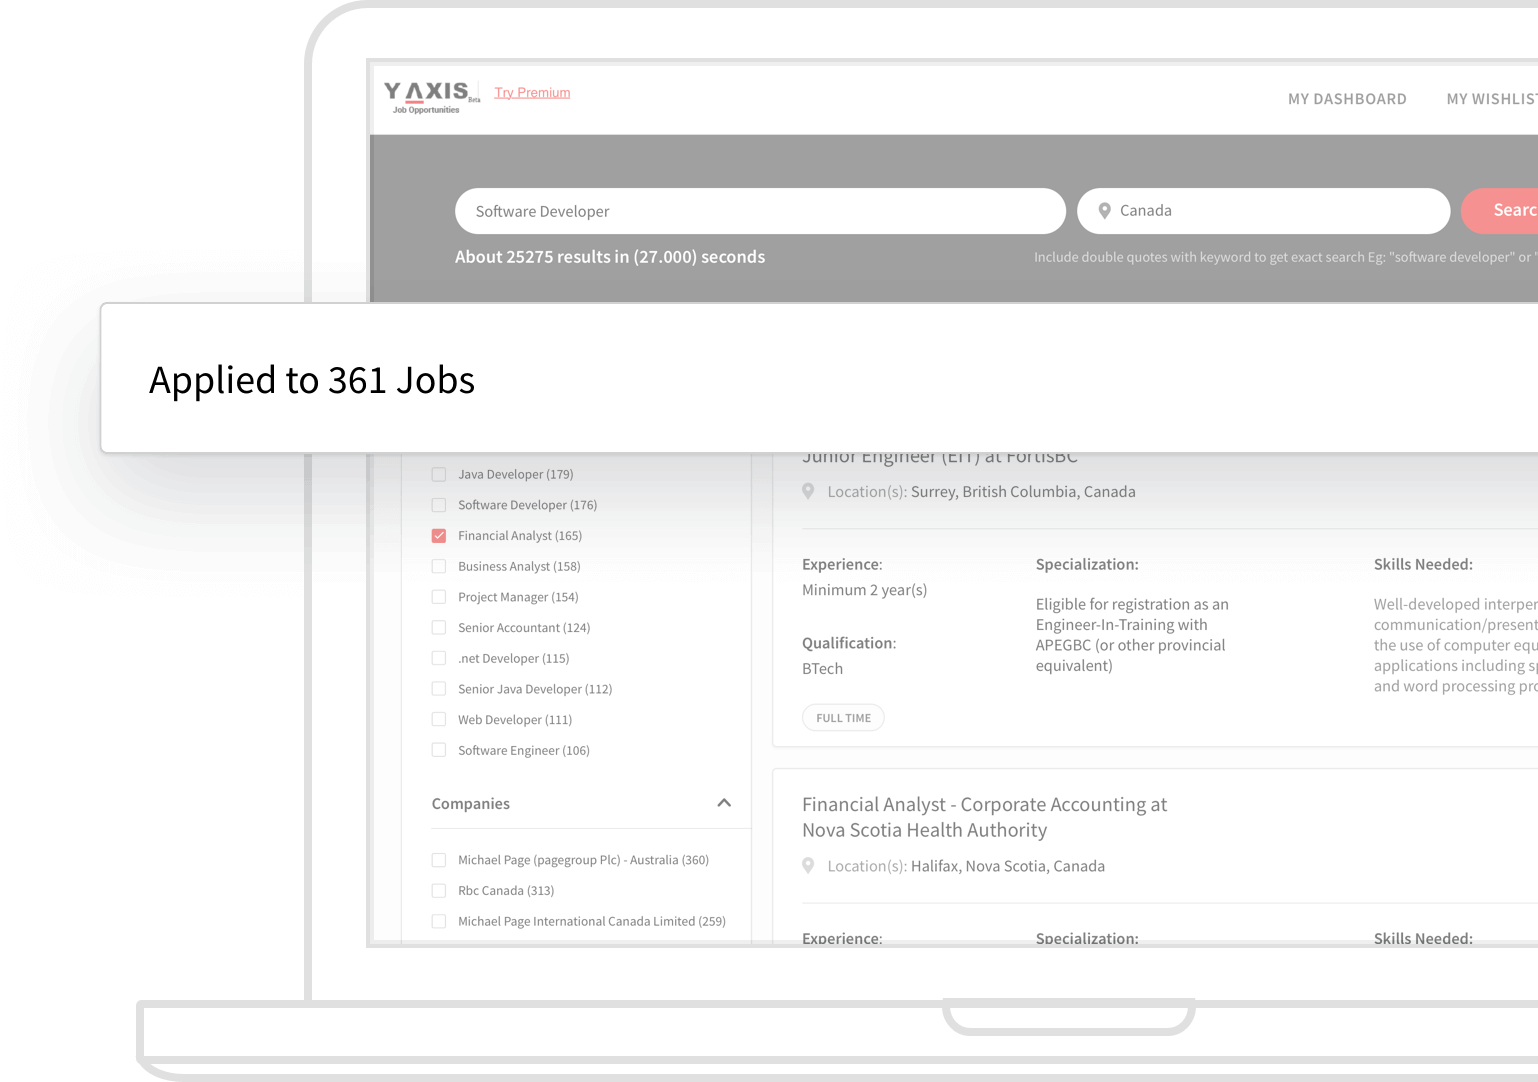 Y AXIS Beta
Job Opportunities
Try Premium
MY DASHBOARD
MY WISHLIST
Software Developer
Canada
Search
About 25275 results in (27.000) seconds
Include double quotes with keyword to get exact search Eg: "software developer" or "
Applied to 361 Jobs
Java Developer (179)
Software Developer (176)
Financial Analyst (165)
Business Analyst (158)
Project Manager (154)
Senior Accountant (124)
.net Developer (115)
Senior Java Developer (112)
Web Developer (111)
Software Engineer (106)
Companies
Michael Page (pagegroup Plc) - Australia (360)
Rbc Canada (313)
Michael Page International Canada Limited (259)
Junior Engineer (EIT) at FortisBC
Location(s): Surrey, British Columbia, Canada
Experience:
Minimum 2 year(s)
Qualification:
BTech
FULL TIME
Specialization:
Eligible for registration as an
Engineer-In-Training with
APEGBC (or other provincial
equivalent)
Skills Needed:
Well-developed
the use of computer
applications including
and word processing
Financial Analyst - Corporate Accounting at
Nova Scotia Health Authority
Location(s): Halifax, Nova Scotia, Canada
Experience:
Specialization:
Skills Needed: